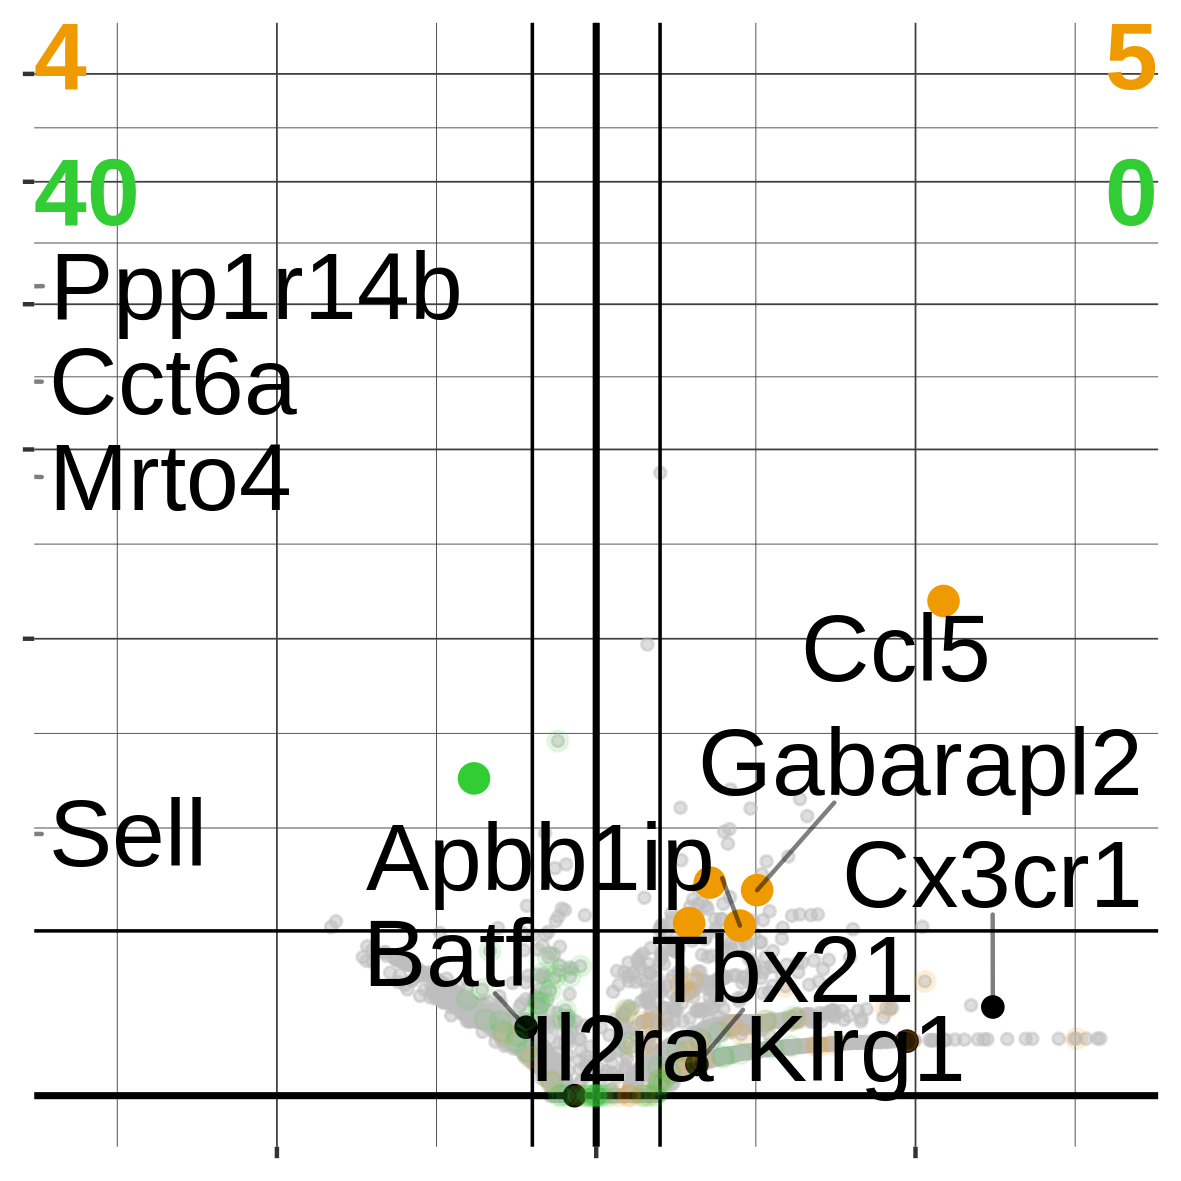 4 5
40 0
Ppp1r14b
Cct6a
Mrto4
Ccl5
Gabarapl2
Sell
Apbb1ip
Cx3cr1
Batf
Tbx21
Il2ra
Klrg1